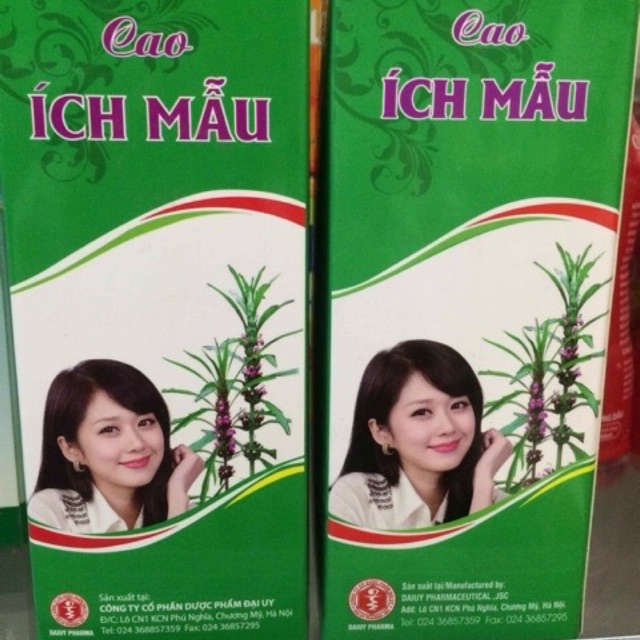 Cao
ÍCH MẪU
Sản xuất tại:
CÔNG TY CỔ PHẦN DƯỢC PHẨM ĐẠI UY
Đ/C: Lô CN1 KCN Phú Nghĩa, Chương Mỹ, Hà Nội
Tel: 024 368857359 Fax: 024 36857295
DAIUY PHARMA
Cao
ÍCH MẪU
Sản xuất tại/Manufactured by:
DAIUY PHARMACEUTICAL.,JSC
Add: Lô CN1 KCN Phú Nghĩa, Chương Mỹ, Hà Nội
Tel: 024 36857359 Fax: 024 36857295
DAIUY PHARMA